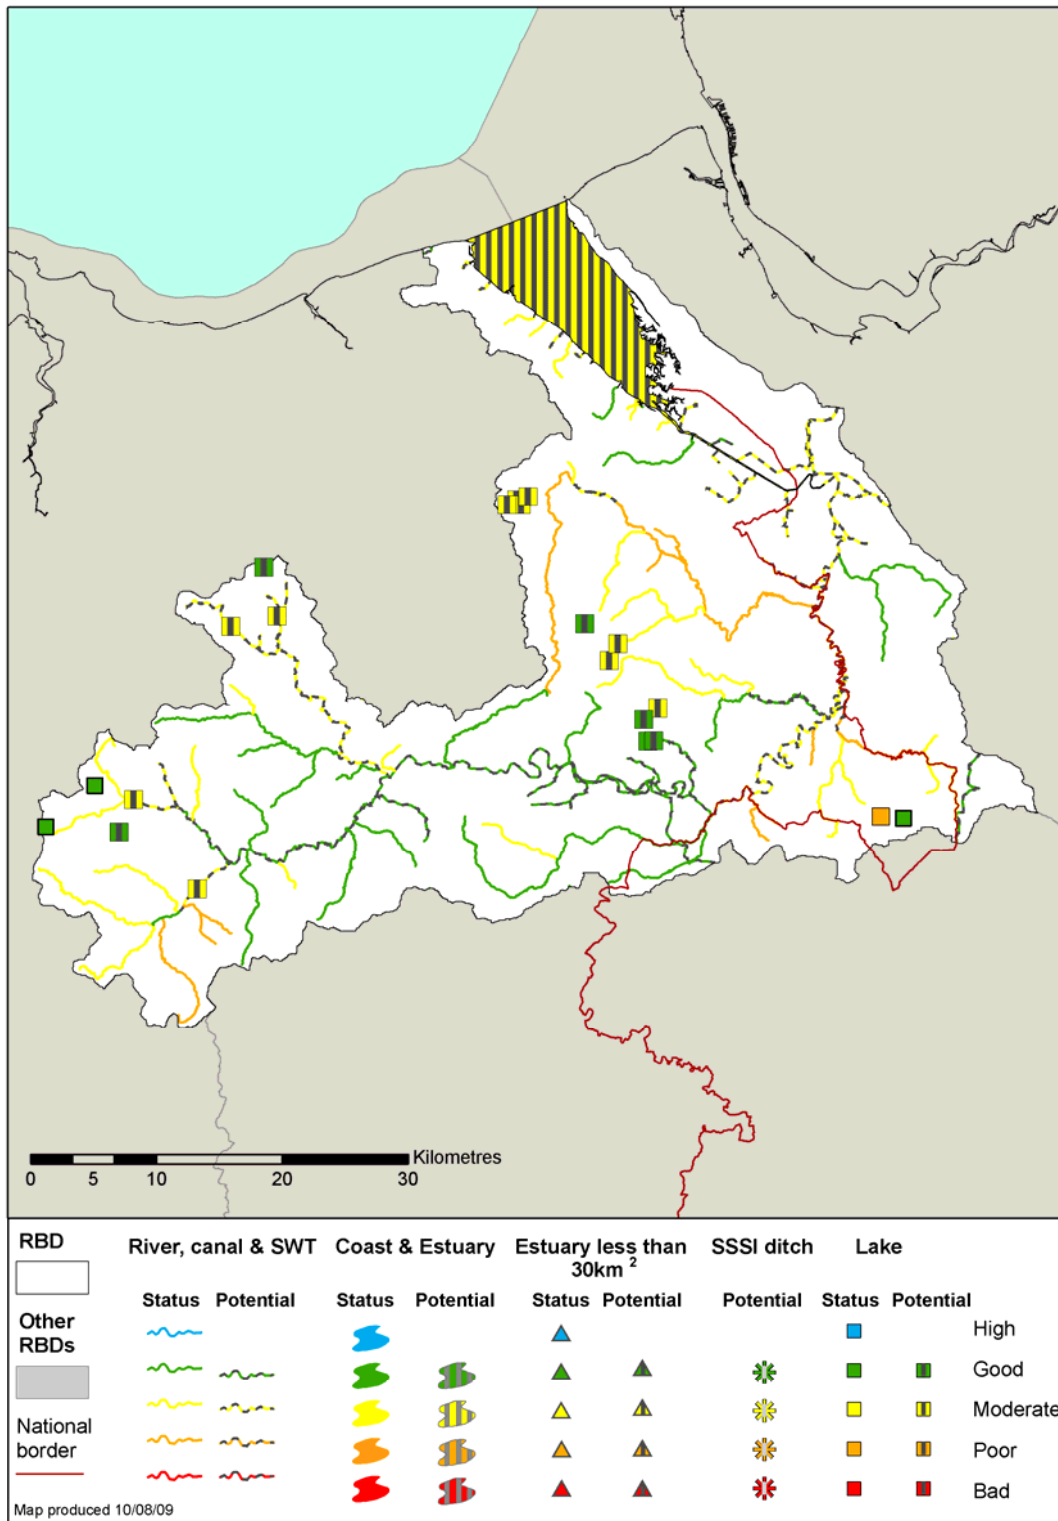 Kilometres
0 5 10 20 30
RBD
River, canal & SWT Coast & Estuary Estuary less than 30km 2 SSSI ditch Lake
Status Potential Status Potential Status Potential Potential Status Potential
Other
RBDs
National
border
High
Good
Moderate
Poor
Bad
Map produced 10/08/09